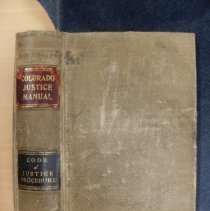 COLORADO
JUSTICE
MANUAL
CODE
of
JUSTICE
PROCEDURE